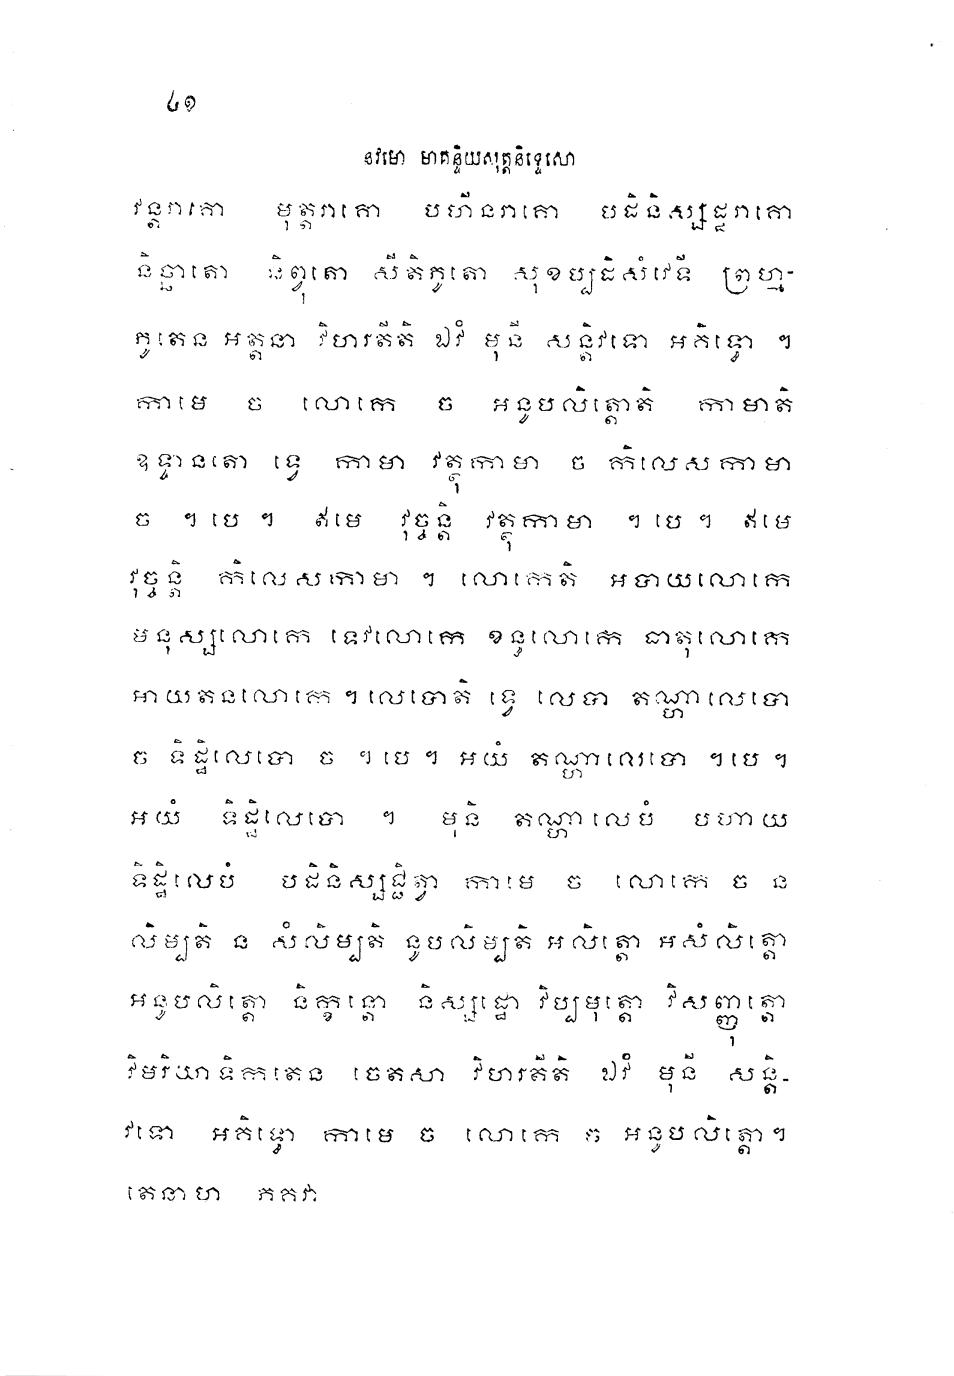 ៨១
នវមោ មាគន្ទិយសុត្តនិទ្ទេសោ
វន្តរាគោ មុត្តរាគោ បហីនរាគោ បដិនិស្សដ្ឋរាគោ
និច្ឆាតោ និព្វុតោ សីតិភូតោ សុខប្បដិសំវេទី ព្រហ្ម-
ភូតេន អត្តនា វិហរតីតិ ឯវំ មុនី សន្តិវទោ អគិទ្ធោ ។
កាមេ ច លោកេ ច អនូបលិត្តោតិ កាមាតិ
ឧទ្ទានតោ ទ្វេ កាមា វត្ថុកាមា ច កិលេសកាមា
ច ។ បេ ។ ឥមេ វុច្ចន្តិ វត្ថុកាមា ។ បេ ។ ឥមេ
វុច្ចន្តិ កិលេសកាមា ។ លោកេតិ អបាយលោកេ
មនុស្សលោកេ ទេវលោកេ ខន្ធលោកេ ធាតុលោកេ
អាយតនលោកេ ។ លេបោតិ ទ្វេ លេបា តណ្ហាលេបោ
ច ទិដ្ឋិលេបោ ច ។ បេ ។ អយំ តណ្ហាលេបោ ។ បេ ។
អយំ ទិដ្ឋិលេបោ ។ មុនិ តណ្ហាលេបំ បហាយ
ទិដ្ឋិលេបំ បដិនិស្សជ្ជិត្វា កាមេ ច លោកេ ច ន
លិម្បតិ ន សំលិម្បតិ នូបលិម្បតិ អលិត្តោ អសំលិត្តោ
អនូបលិត្តោ និក្ខន្តោ និស្សដ្ឋោ វិប្បមុត្តោ វិសញ្ញុត្តោ
វិមរិយាទិកតេន ចេតសា វិហរតីតិ ឯវំ មុនី សន្តិ-
វទោ អគិទ្ធោ កាមេ ច លោកេ ច អនូបលិត្តោ ។
តេនាហ ភគវា